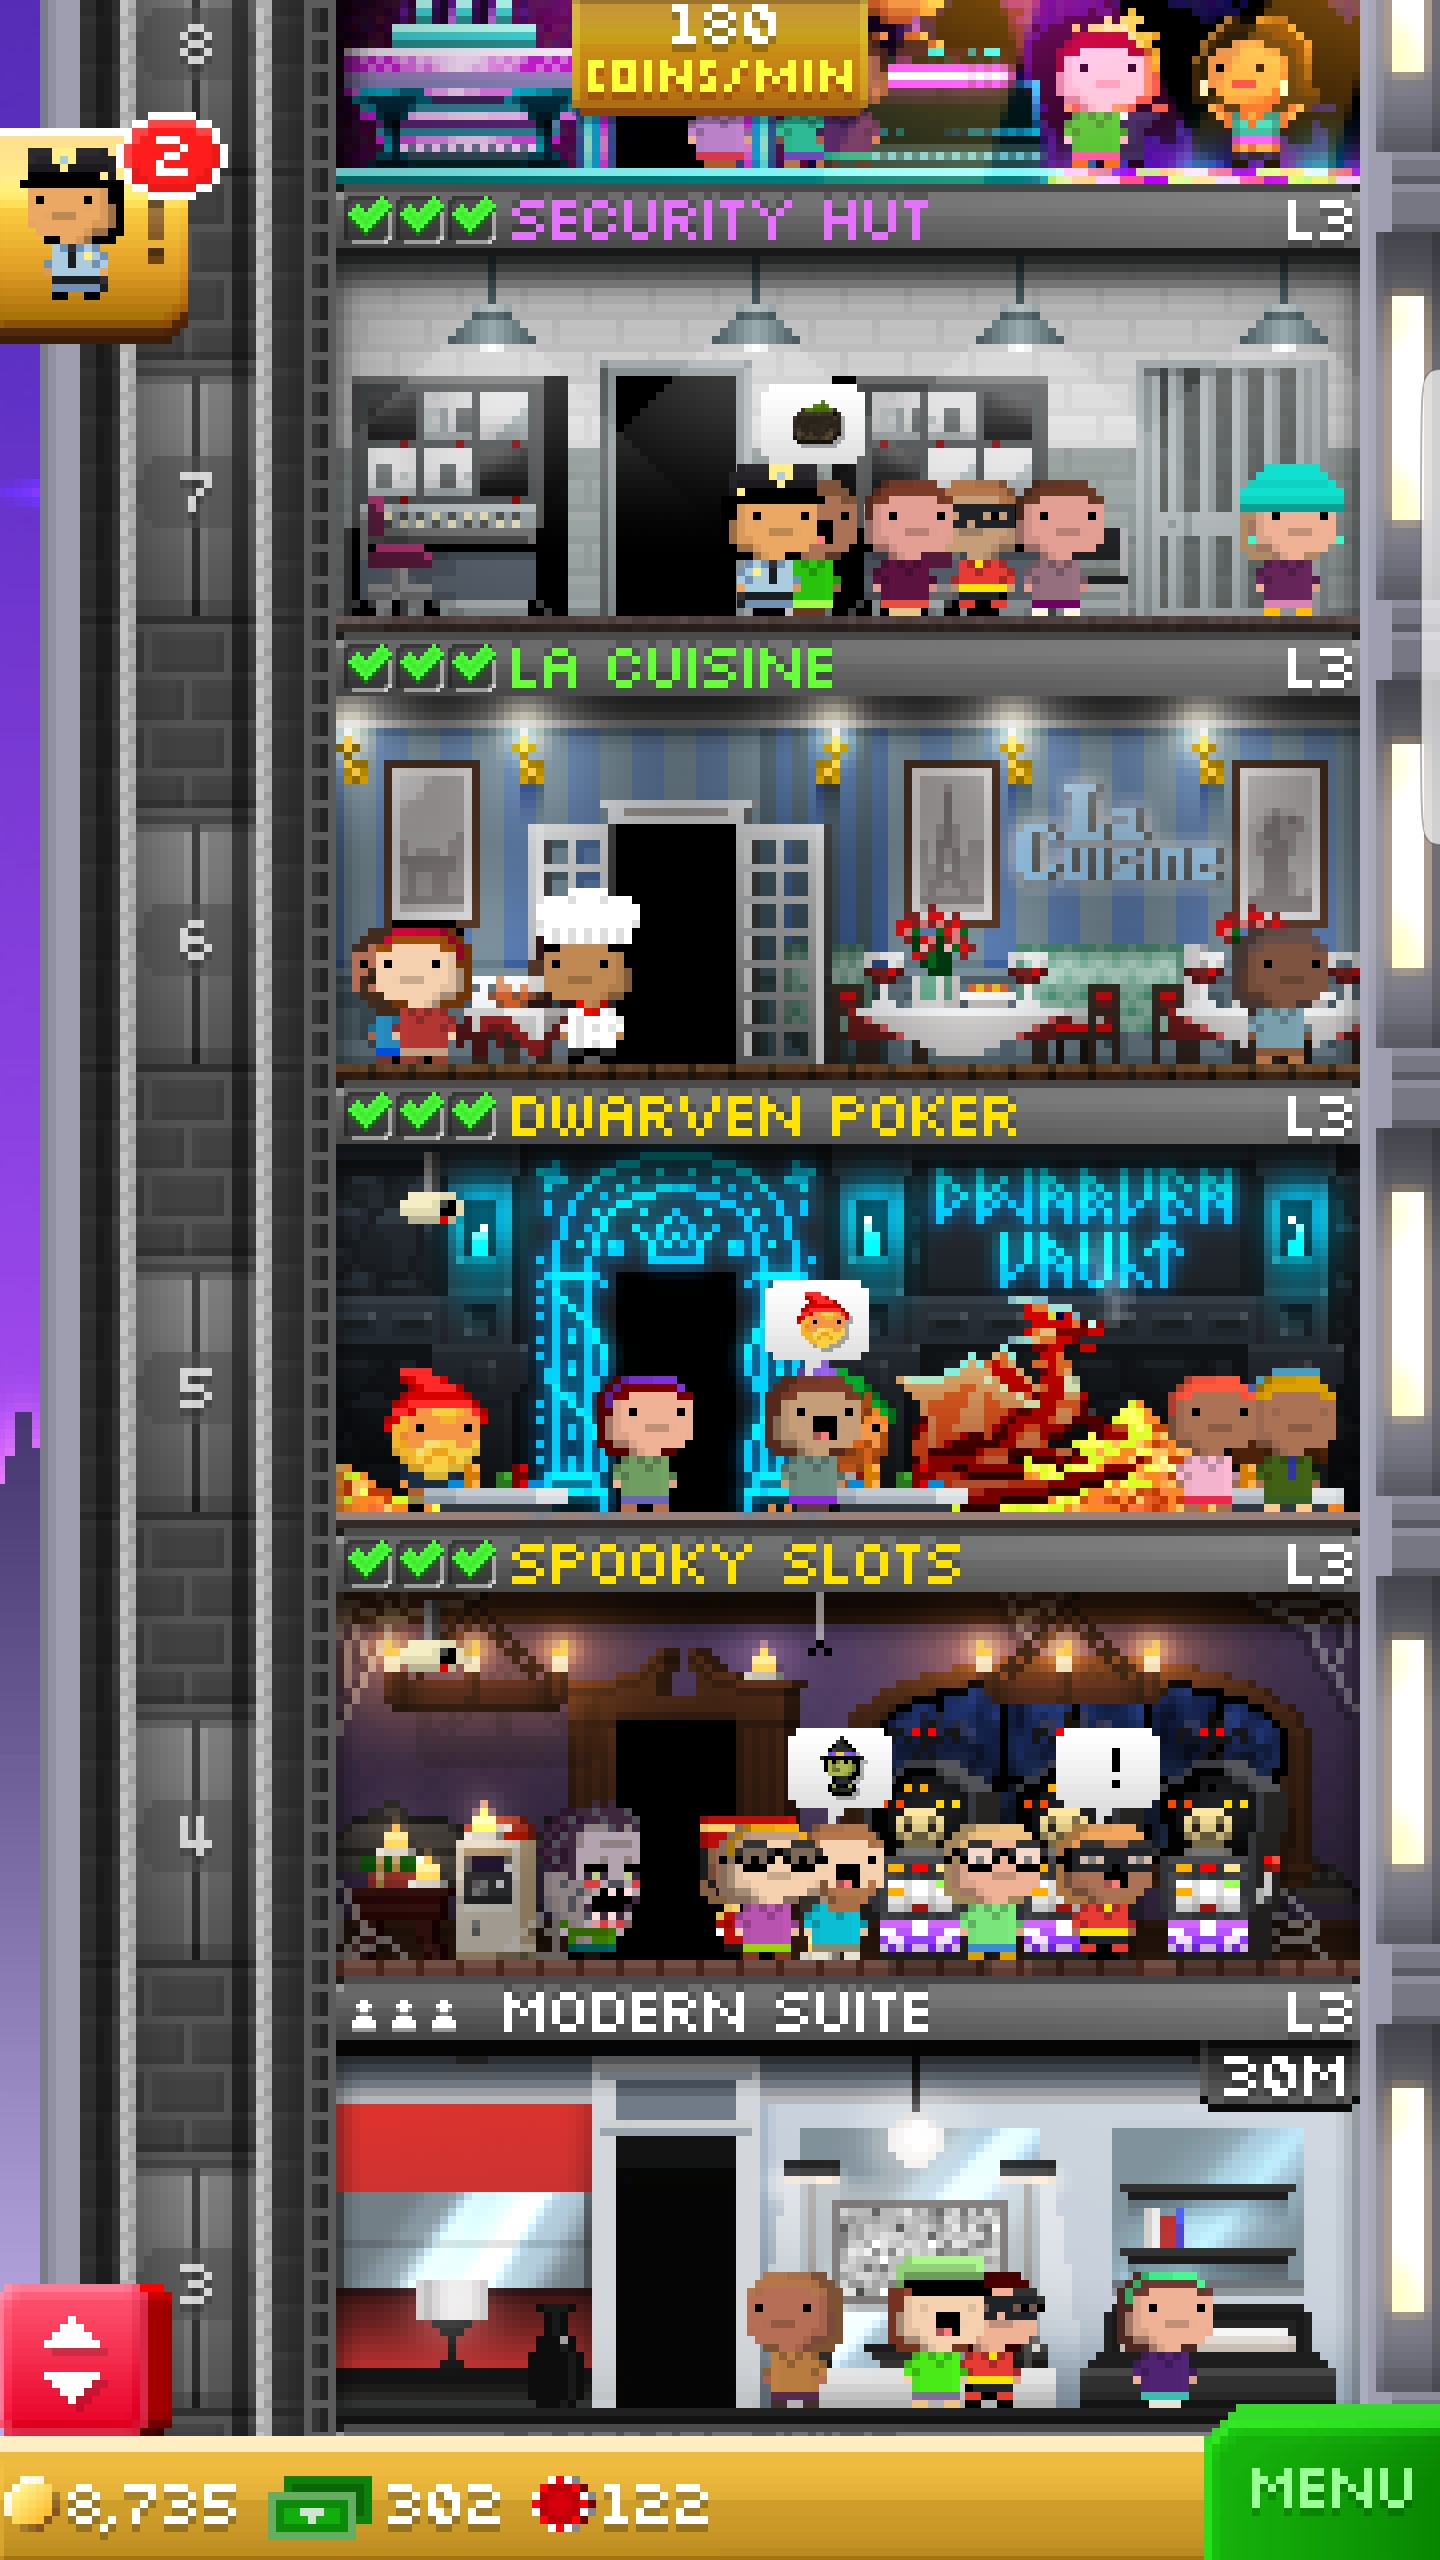 180
COINS/MIN
8
2
!
SECURITY HUT L3
7
LA CUISINE L3
La
Cuisine
6
DWARVEN POKER L3
DWARVEN
VAULT
5
SPOOKY SLOTS L3
!
4
MODERN SUITE L3
30M
3
8,735 302 122
MENU